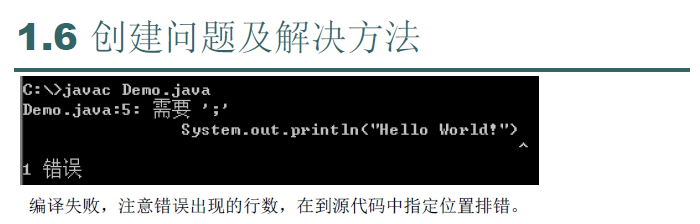 1.6 创建问题及解决方法
C:\>javac Demo.java
Demo.java:5: 需要 ';'
System.out.println("Hello World!")
^
1 错误
编译失败，注意错误出现的行数，在到源代码中指定位置排错。